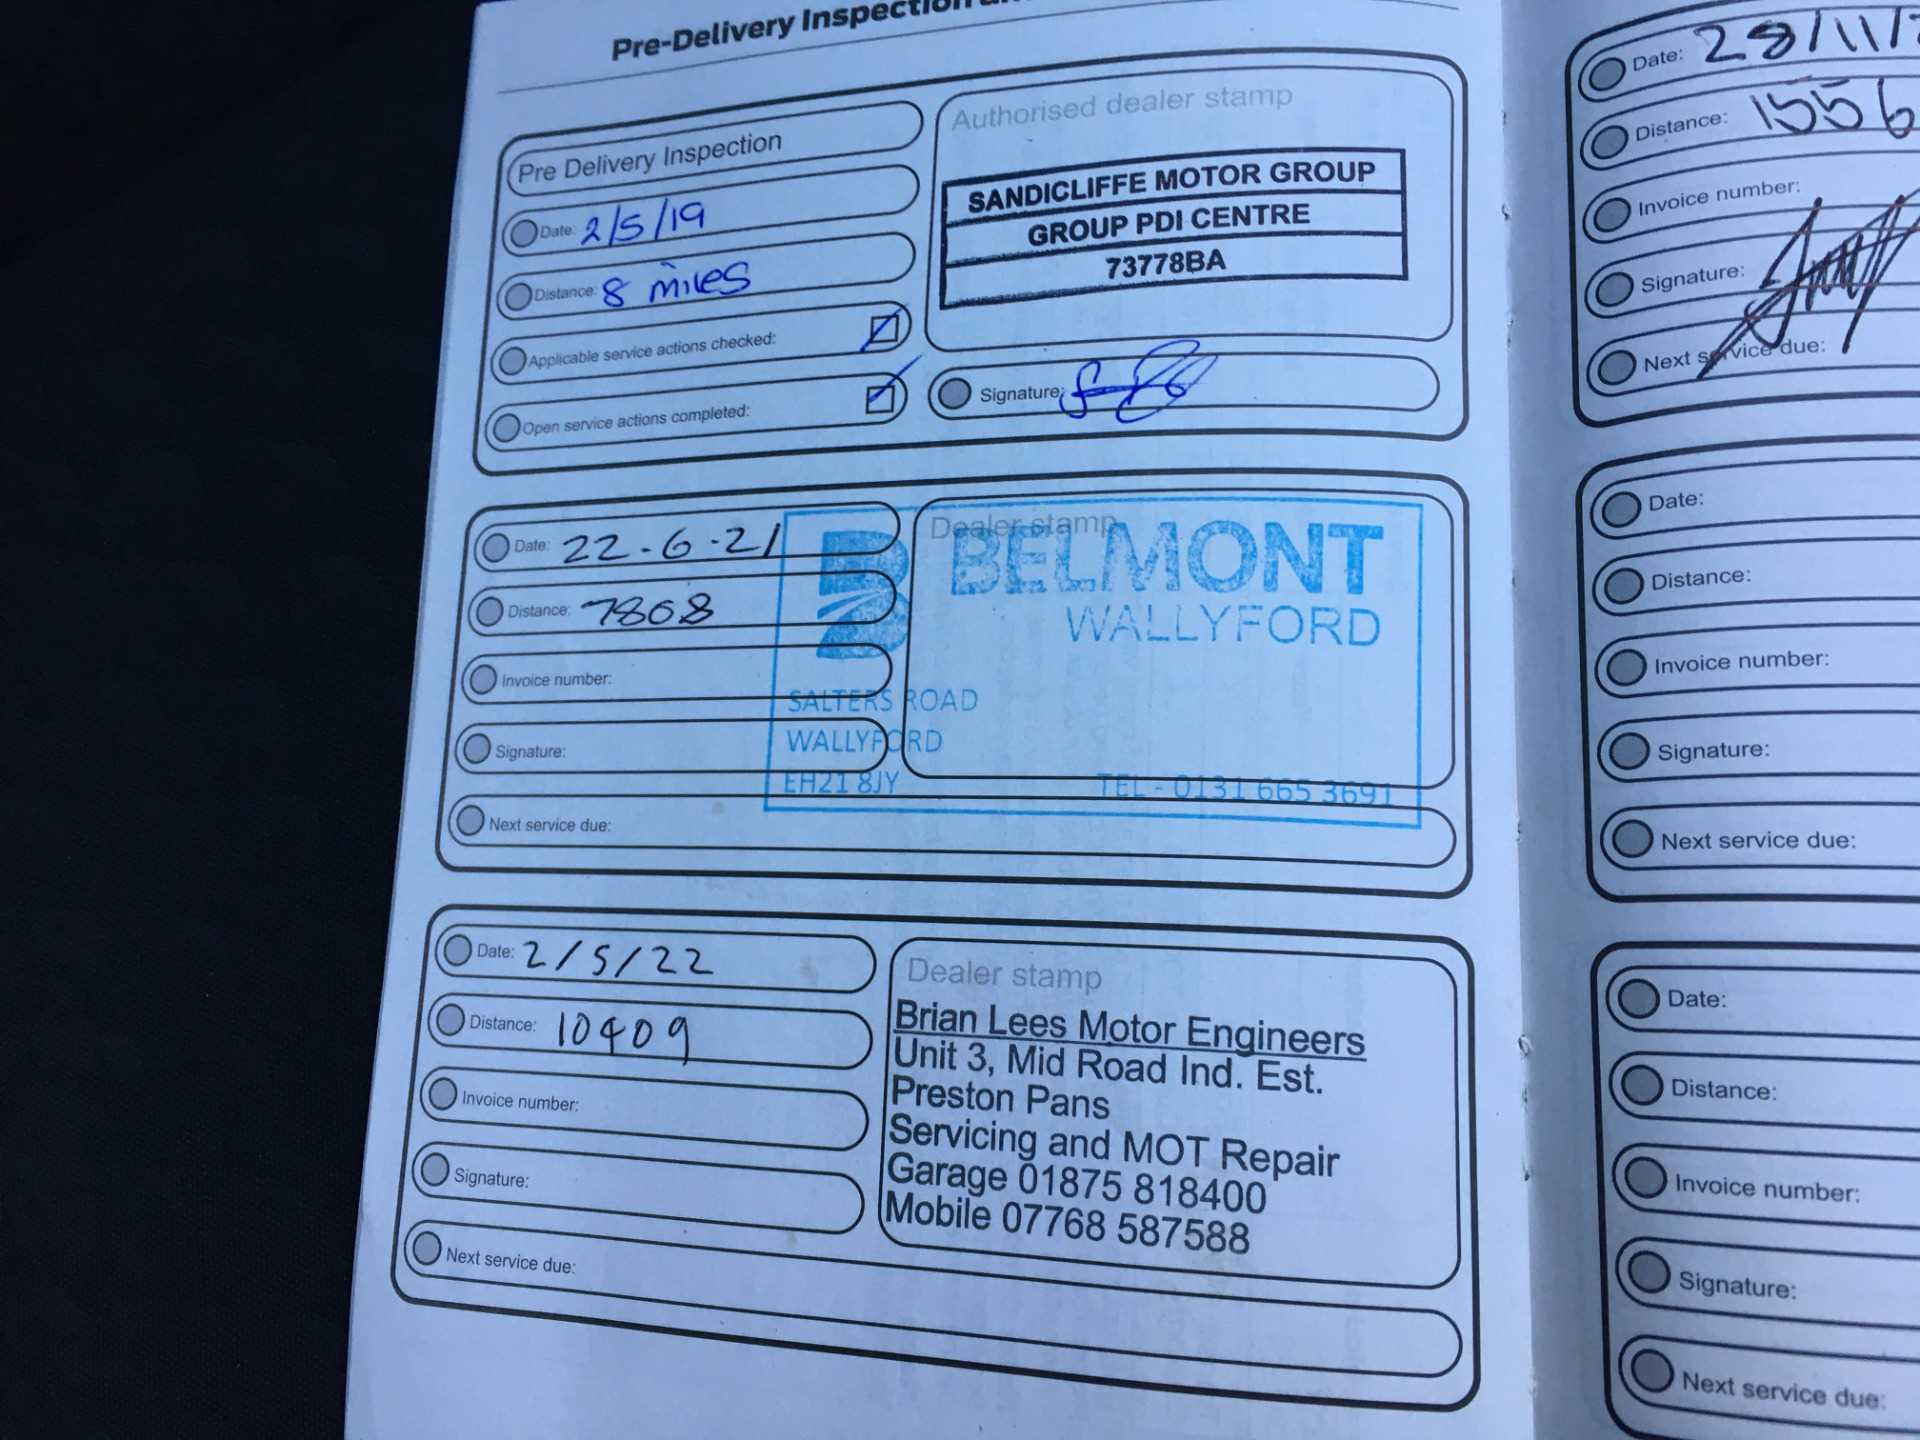 Pre-Delivery Inspection
Pre Delivery Inspection
Date: 2/5/19
Distance: 8 miles
Applicable service actions checked:
Open service actions completed:
Authorised dealer stamp
SANDICLIFFE MOTOR GROUP
GROUP PDI CENTRE
73778BA
Signature:
Date: 22-6-21
Distance: 7808
Invoice number:
Signature:
Next service due:
Dealer stamp
BELMONT
WALLYFORD
SALTERS ROAD
WALLYFORD
EH21 8JY TEL - 0131 665 3691
Date: 2/5/22
Distance: 10409
Invoice number:
Signature:
Next service due:
Dealer stamp
Brian Lees Motor Engineers
Unit 3, Mid Road Ind. Est.
Preston Pans
Servicing and MOT Repair
Garage 01875 818400
Mobile 07768 587588
Date: 28/11/
Distance: 1556
Invoice number:
Signature:
Next service due:
Date:
Distance:
Invoice number:
Signature:
Next service due:
Date:
Distance:
Invoice number:
Signature:
Next service due: